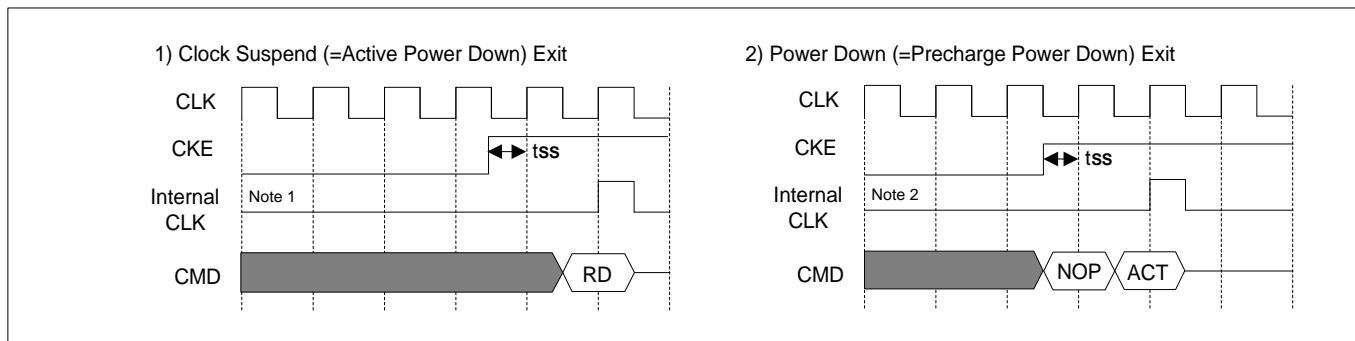 1) Clock Suspend (=Active Power Down) Exit
CLK
CKE
tss
Internal
CLK
Note 1
CMD
RD
2) Power Down (=Precharge Power Down) Exit
CLK
CKE
tss
Internal
CLK
Note 2
CMD
NOP
ACT